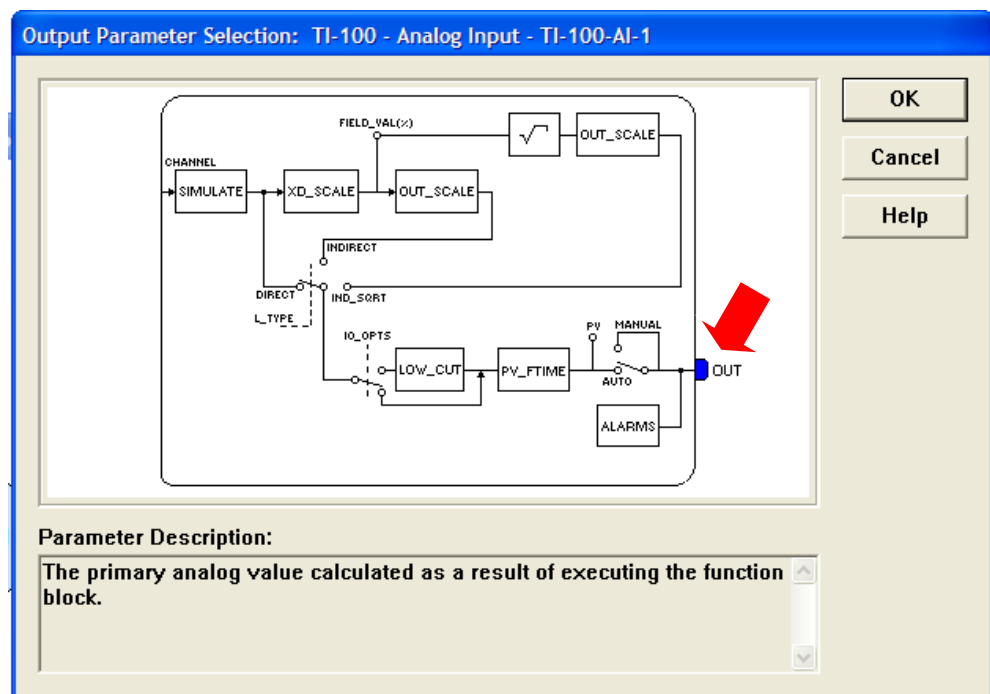 Output Parameter Selection: TI-100 - Analog Input - TI-100-AI-1
OK
Cancel
Help
FIELD_VAL(%)
√
OUT_SCALE
CHANNEL
SIMULATE
XD_SCALE
OUT_SCALE
INDIRECT
DIRECT
IND_SQRT
L_TYPE
IO_OPTS
LOW_CUT
PV_FTIME
PV
MANUAL
AUTO
OUT
ALARMS
Parameter Description:
The primary analog value calculated as a result of executing the function
block.